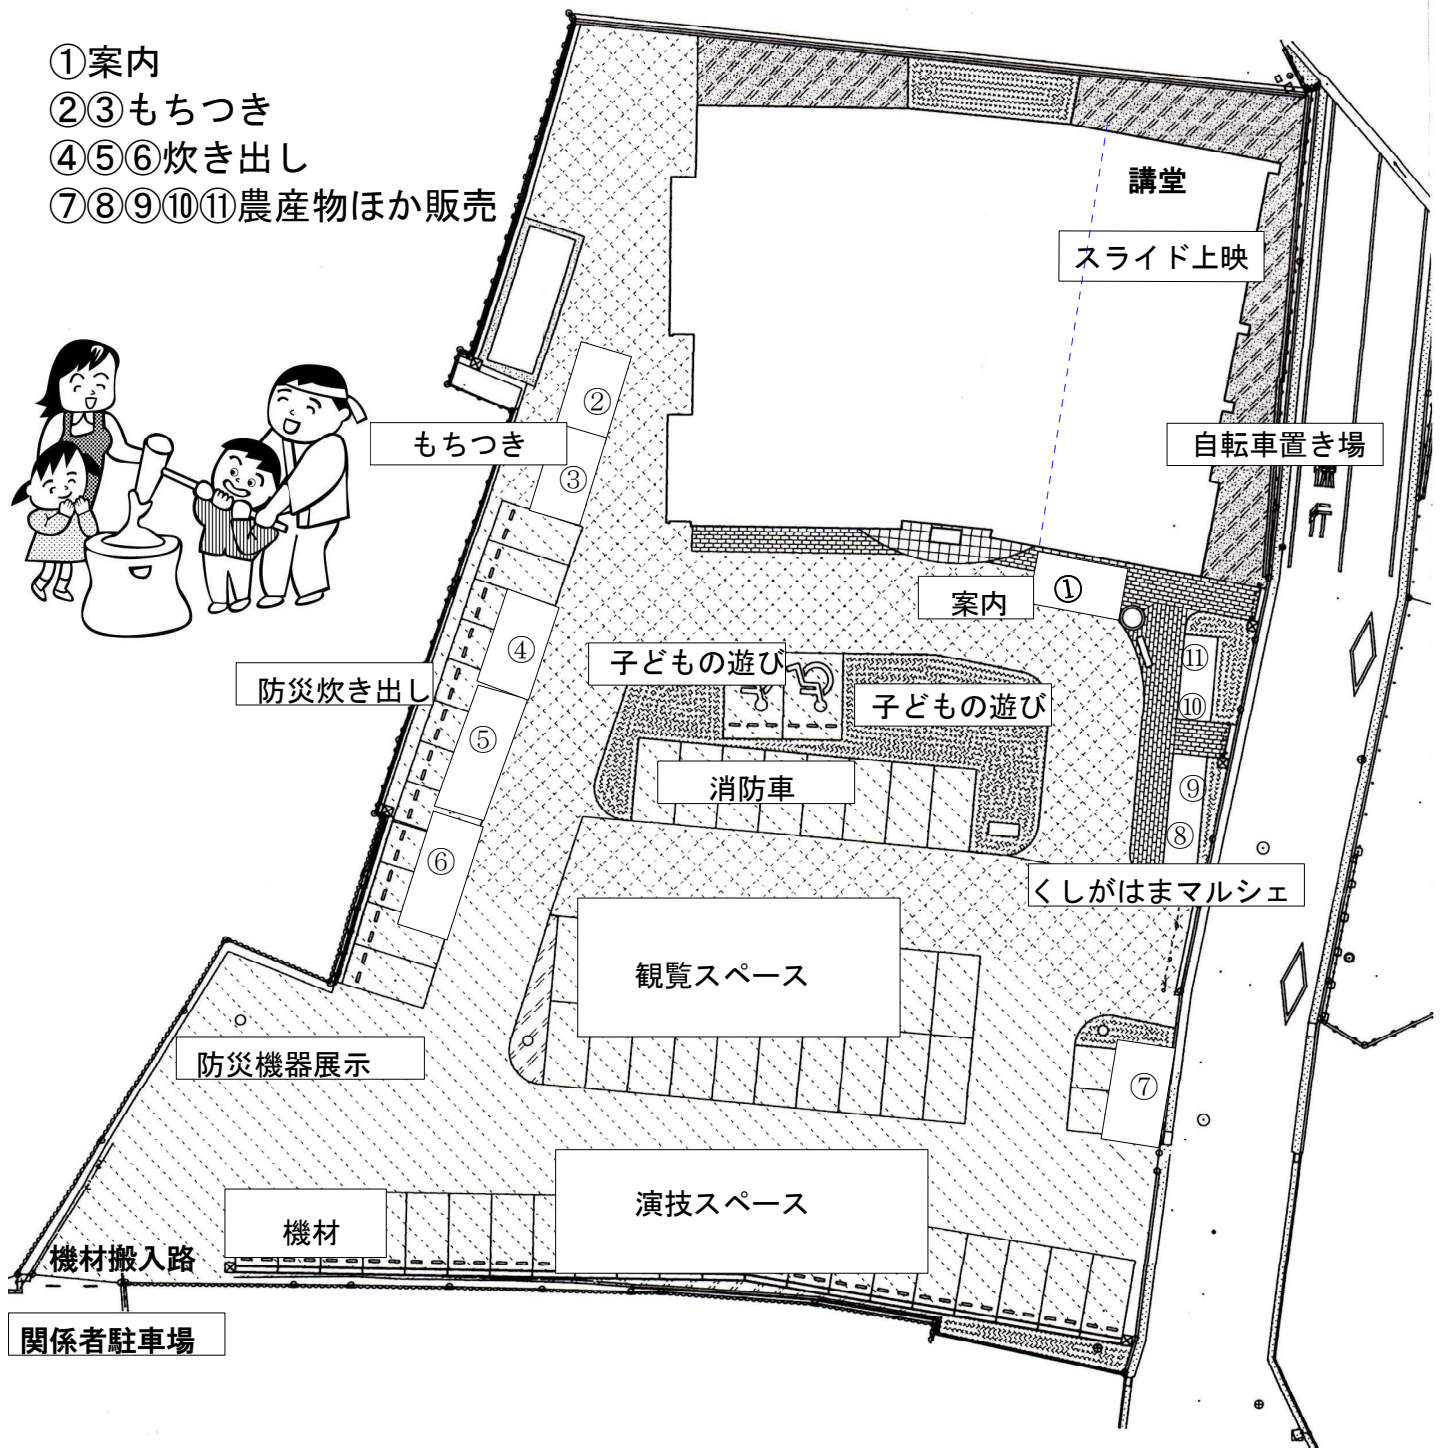 ①案内
②③もちつき
④⑤⑥炊き出し
⑦⑧⑨⑩⑪農産物ほか販売
講堂
スライド上映
②
もちつき
自転車置き場
③
案内
①
④
子どもの遊び
⑪
防災炊き出し
子どもの遊び
⑩
⑤
消防車
⑨
⑧
⑥
くしがはまマルシェ
観覧スペース
防災機器展示
⑦
演技スペース
機材
機材搬入路
関係者駐車場